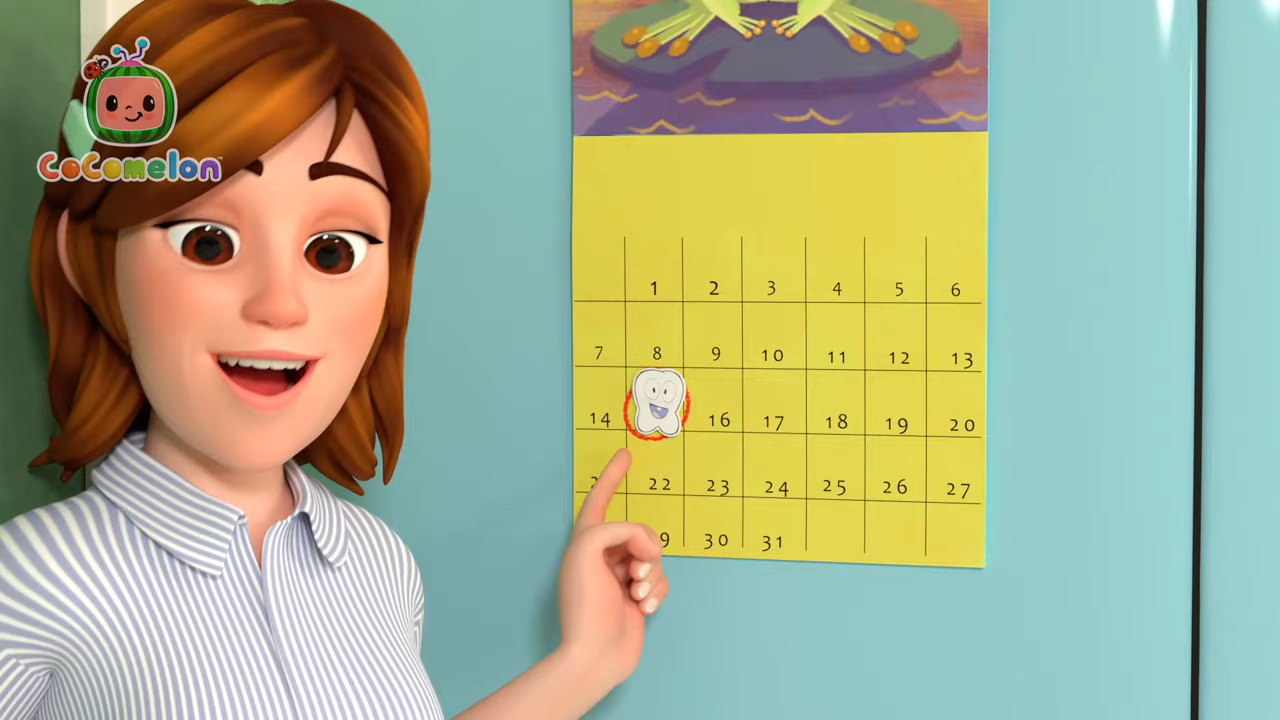 CoComelon™
1 2 3 4 5 6
7 8 9 10 11 12 13
14 16 17 18 19 20
22 23 24 25 26 27
30 31